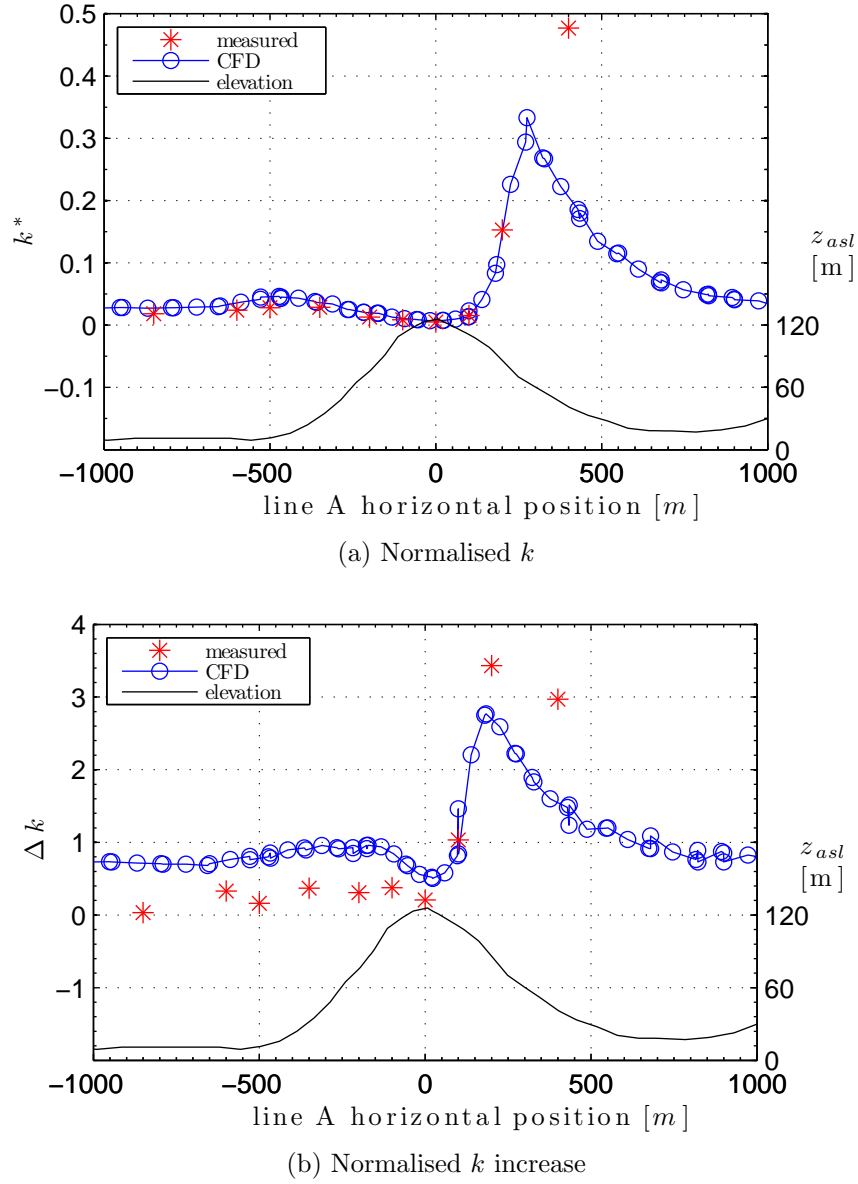 0.5
0.4
0.3
0.2
0.1
0
−0.1
k*
measured
CFD
elevation
z_asl
[m]
120
60
0
−1000
−500
0
500
1000
line A horizontal position [m]
(a) Normalised k
4
3
2
1
0
−1
Δk
measured
CFD
elevation
z_asl
[m]
120
60
0
−1000
−500
0
500
1000
line A horizontal position [m]
(b) Normalised k increase